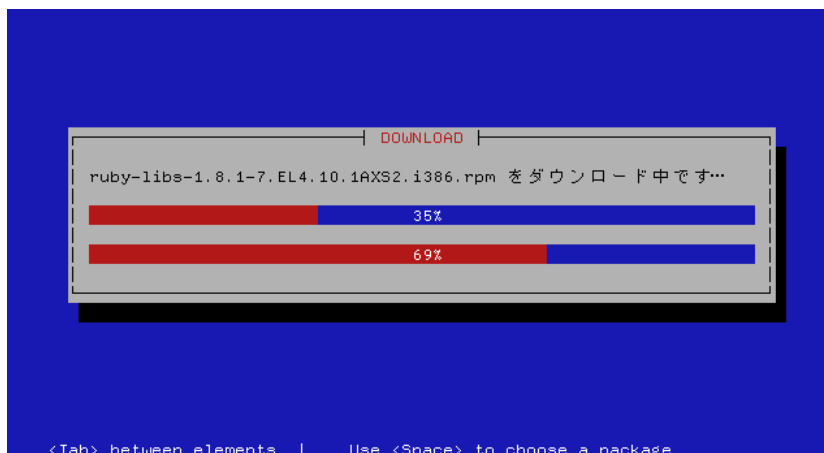 DOWNLOAD
ruby-libs-1.8.1-7.EL4.10.1AXS2.i386.rpm をダウンロード中です…
35%
69%
<Tab> between elements | Use <Space> to choose a package